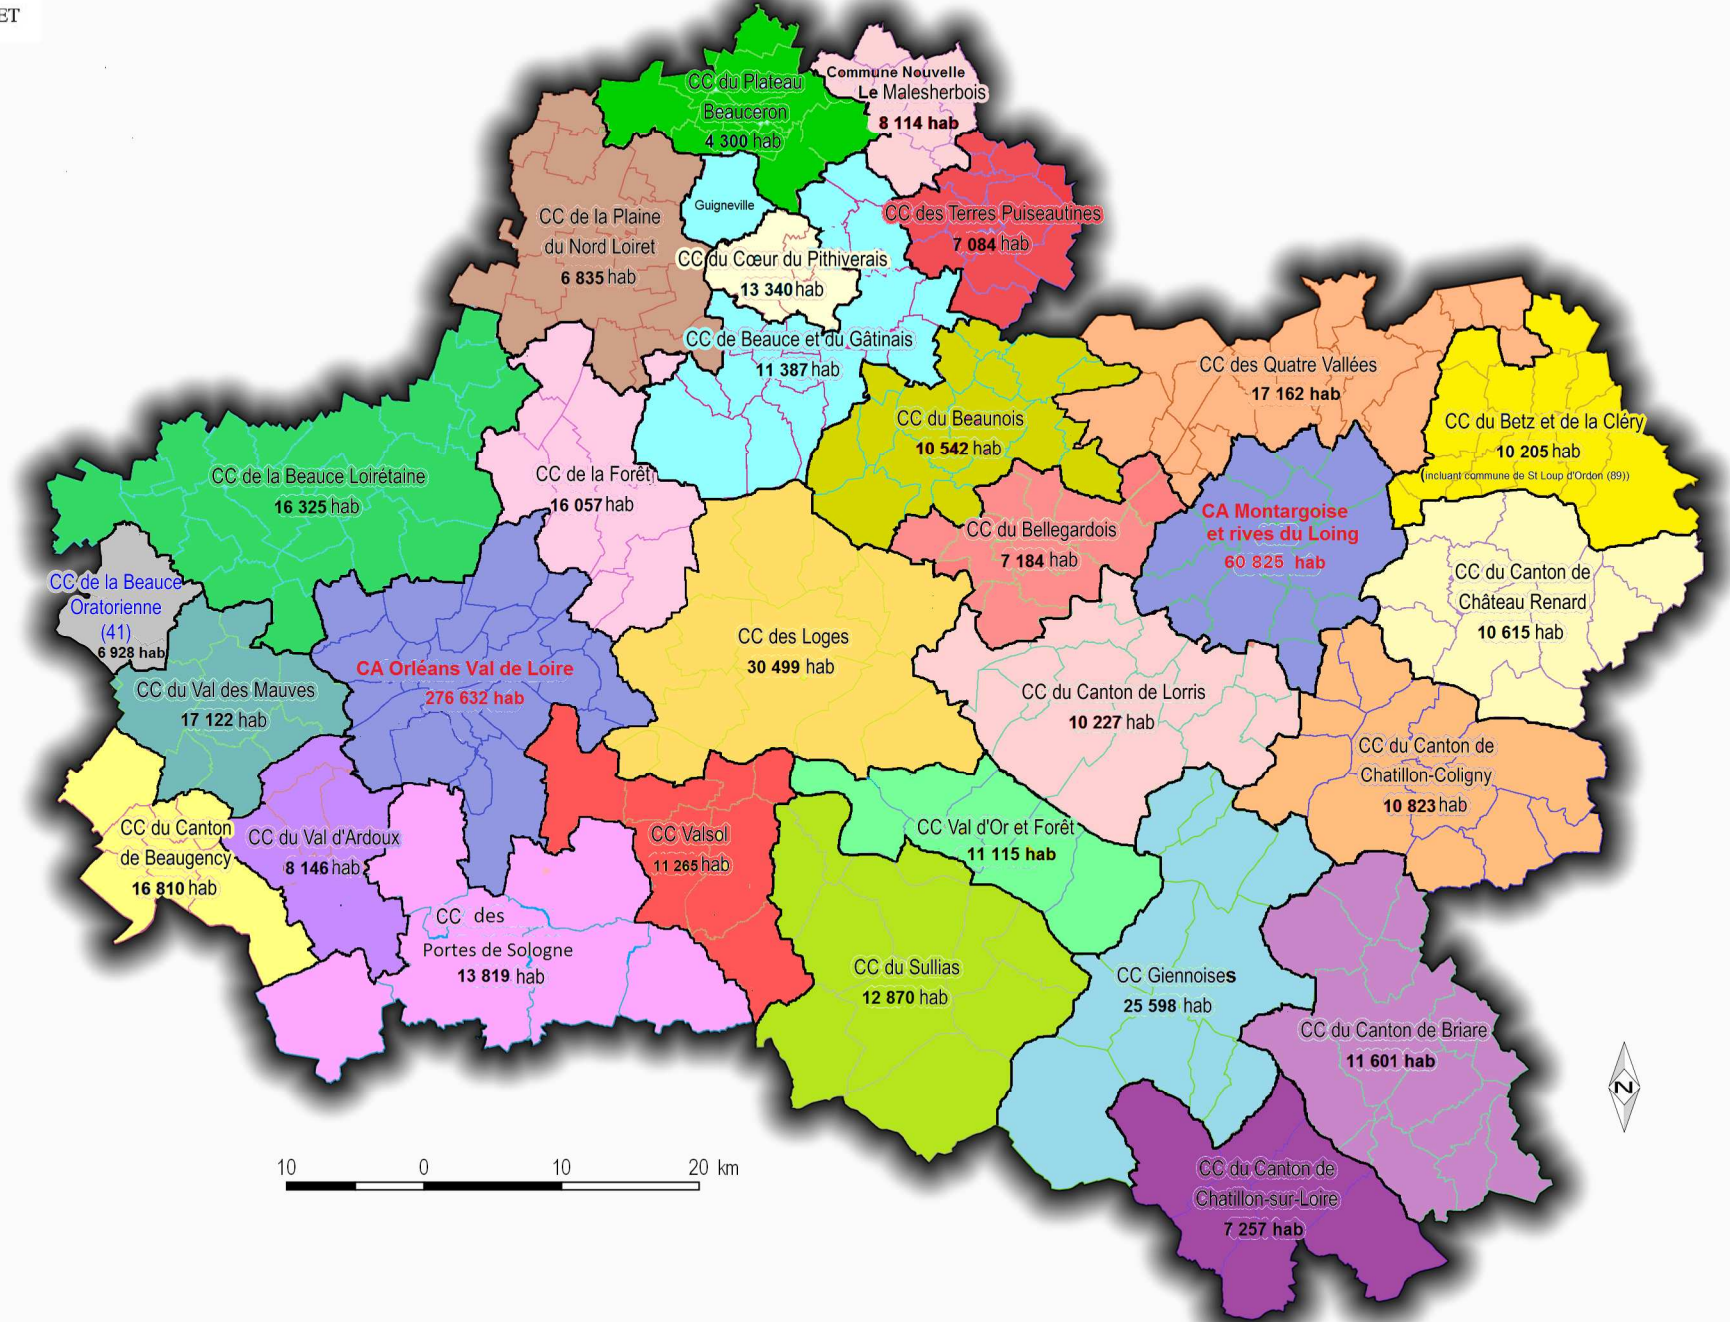 ET
CC du Plateau
Beauceron
4 300 hab
Commune Nouvelle
Le Malesherbois
8 114 hab
Guigneville
CC de la Plaine
du Nord Loiret
6 835 hab
CC des Terres Puiseautines
7 084 hab
CC du Cœur du Pithiverais
13 340 hab
CC de Beauce et du Gâtinais
11 387 hab
CC des Quatre Vallées
17 162 hab
CC du Beaunois
10 542 hab
CC du Betz et de la Cléry
10 205 hab
(incluant commune de St Loup d'Ordon (89))
CC de la Beauce Loirétaine
16 325 hab
CC de la Forêt
16 057 hab
CC du Bellegardois
7 184 hab
CA Montargoise
et rives du Loing
60 825 hab
CC de la Beauce
Oratorienne
(41)
6 928 hab
CC du Canton de
Château Renard
10 615 hab
CC des Loges
30 499 hab
CA Orléans Val de Loire
276 632 hab
CC du Val des Mauves
17 122 hab
CC du Canton de Lorris
10 227 hab
CC du Canton de
Chatillon-Coligny
10 823 hab
CC du Canton
de Beaugency
16 810 hab
CC du Val d'Ardoux
8 146 hab
CC Valsol
11 265 hab
CC Val d'Or et Forêt
11 115 hab
CC des
Portes de Sologne
13 819 hab
CC du Sullias
12 870 hab
CC Giennoises
25 598 hab
CC du Canton de Briare
11 601 hab
N
10 0 10 20 km
CC du Canton de
Chatillon-sur-Loire
7 257 hab